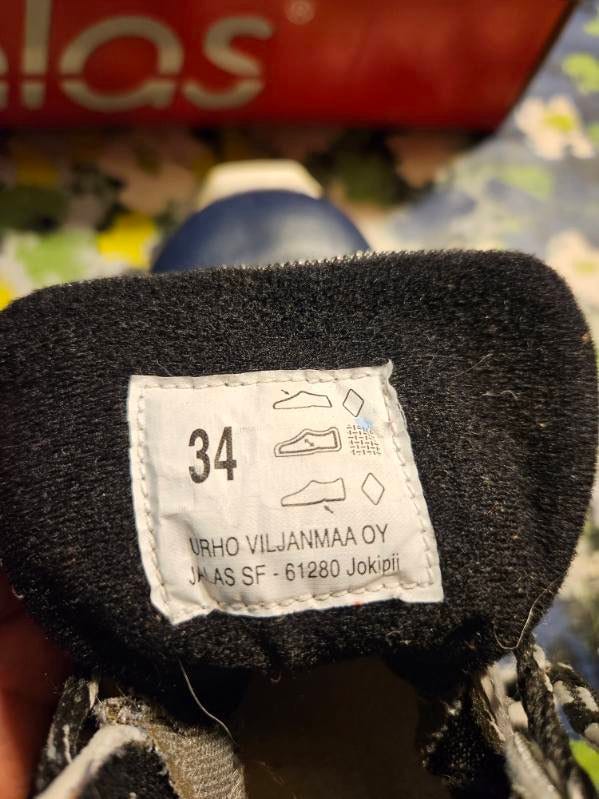 alas
34
URHO VILJANMAA OY
JALAS SF - 61280 Jokipii